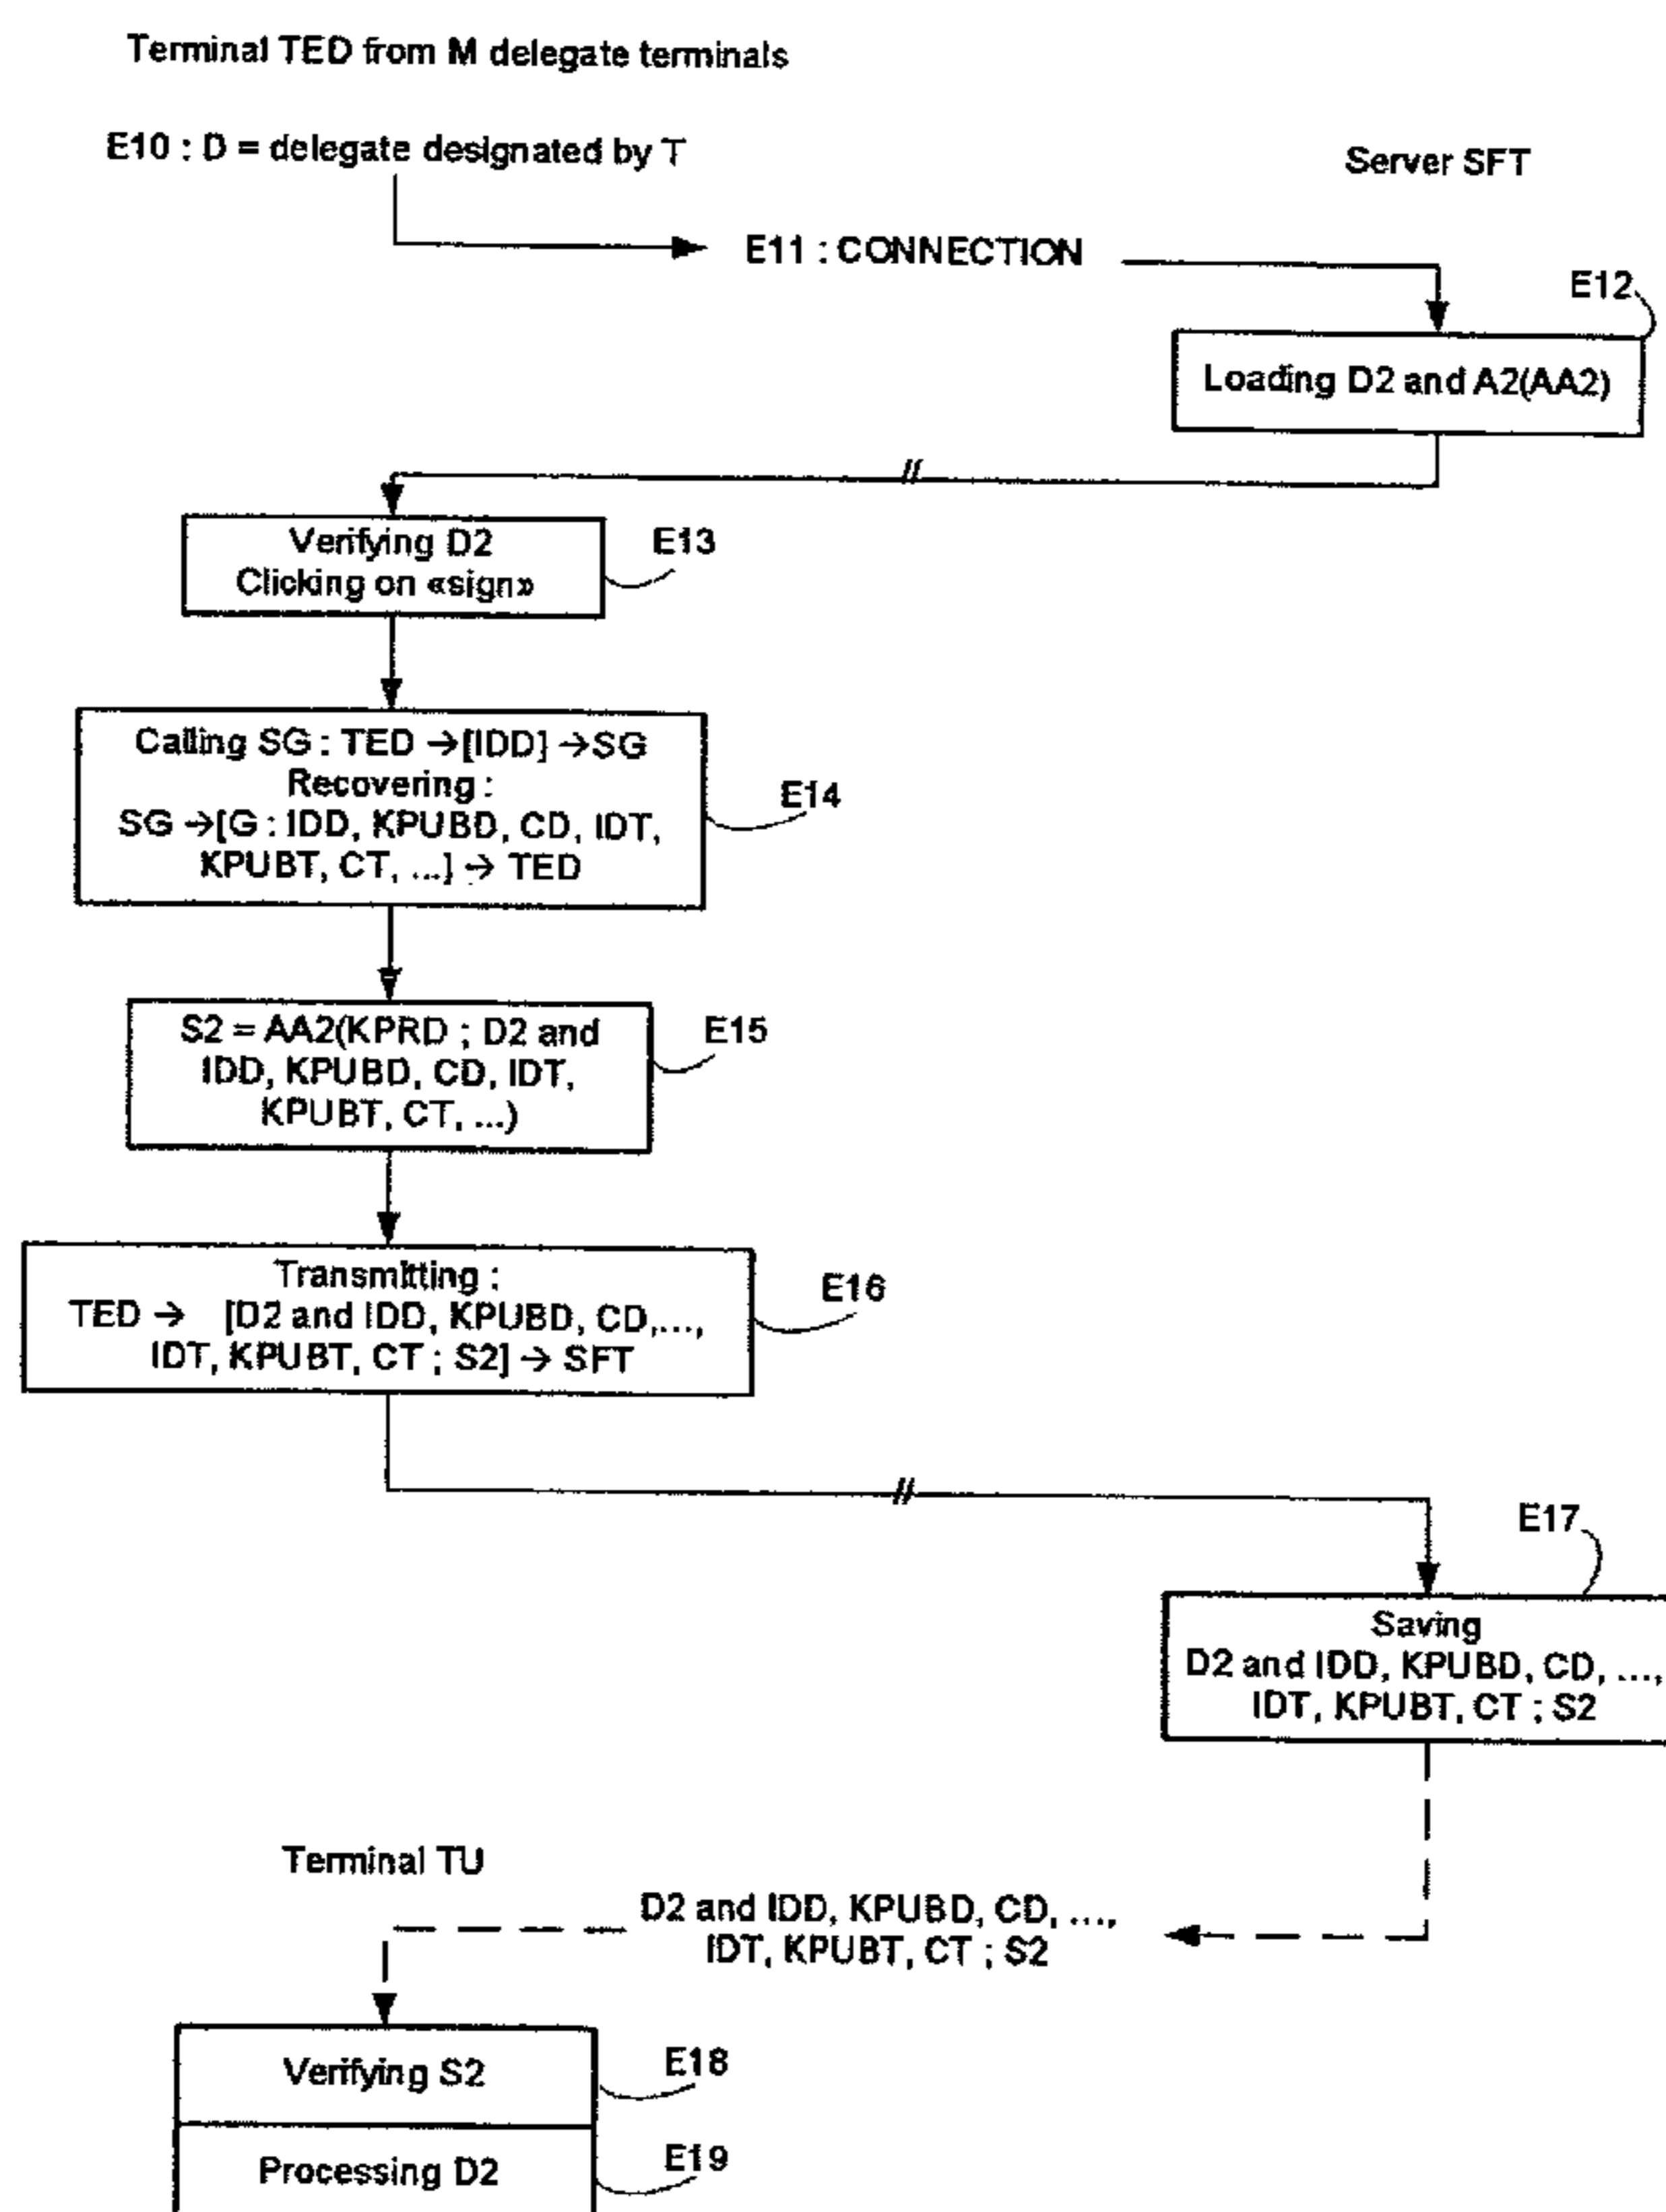 Terminal TED from M delegate terminals
E10 : D = delegate designated by T
Server SFT
E11 : CONNECTION
E12
Loading D2 and A2(AA2)
//
Verifying D2
Clicking on «sign»
E13
Calling SG : TED →[IDD] →SG
Recovering :
SG →[G : IDD, KPUBD, CD, IDT,
KPUBT, CT, ...] → TED
E14
S2 = AA2(KPRD ; D2 and
IDD, KPUBD, CD, IDT,
KPUBT, CT, ...)
E15
Transmitting :
TED → [D2 and IDD, KPUBD, CD,...,
IDT, KPUBT, CT ; S2] → SFT
E16
//
E17
Saving
D2 and IDD, KPUBD, CD, ...,
IDT, KPUBT, CT ; S2
Terminal TU
D2 and IDD, KPUBD, CD, ...,
IDT, KPUBT, CT ; S2
Verifying S2
E18
Processing D2
E19